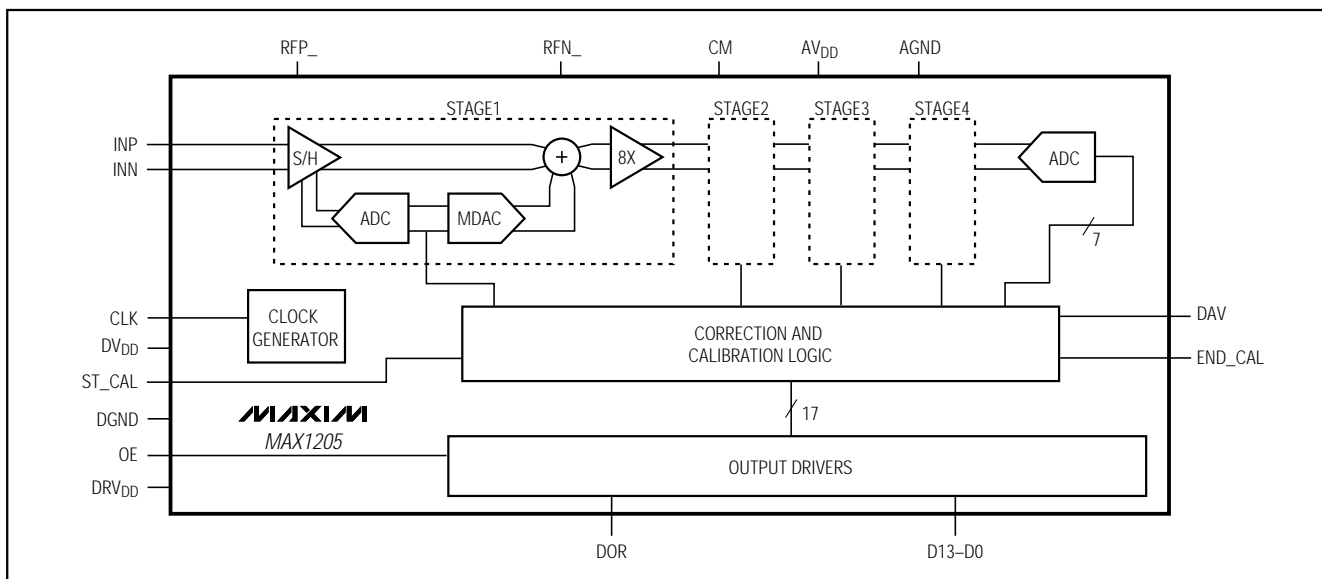 RFP_ RFN_ CM AVDD AGND
STAGE1 STAGE2 STAGE3 STAGE4
INP
INN
S/H
+
8X
ADC
ADC
MDAC
7
CLK
CLOCK
GENERATOR
DVDD
ST_CAL
CORRECTION AND
CALIBRATION LOGIC
DAV
END_CAL
DGND
MAXIM
MAX1205
17
OE
OUTPUT DRIVERS
DRVDD
DOR D13–D0